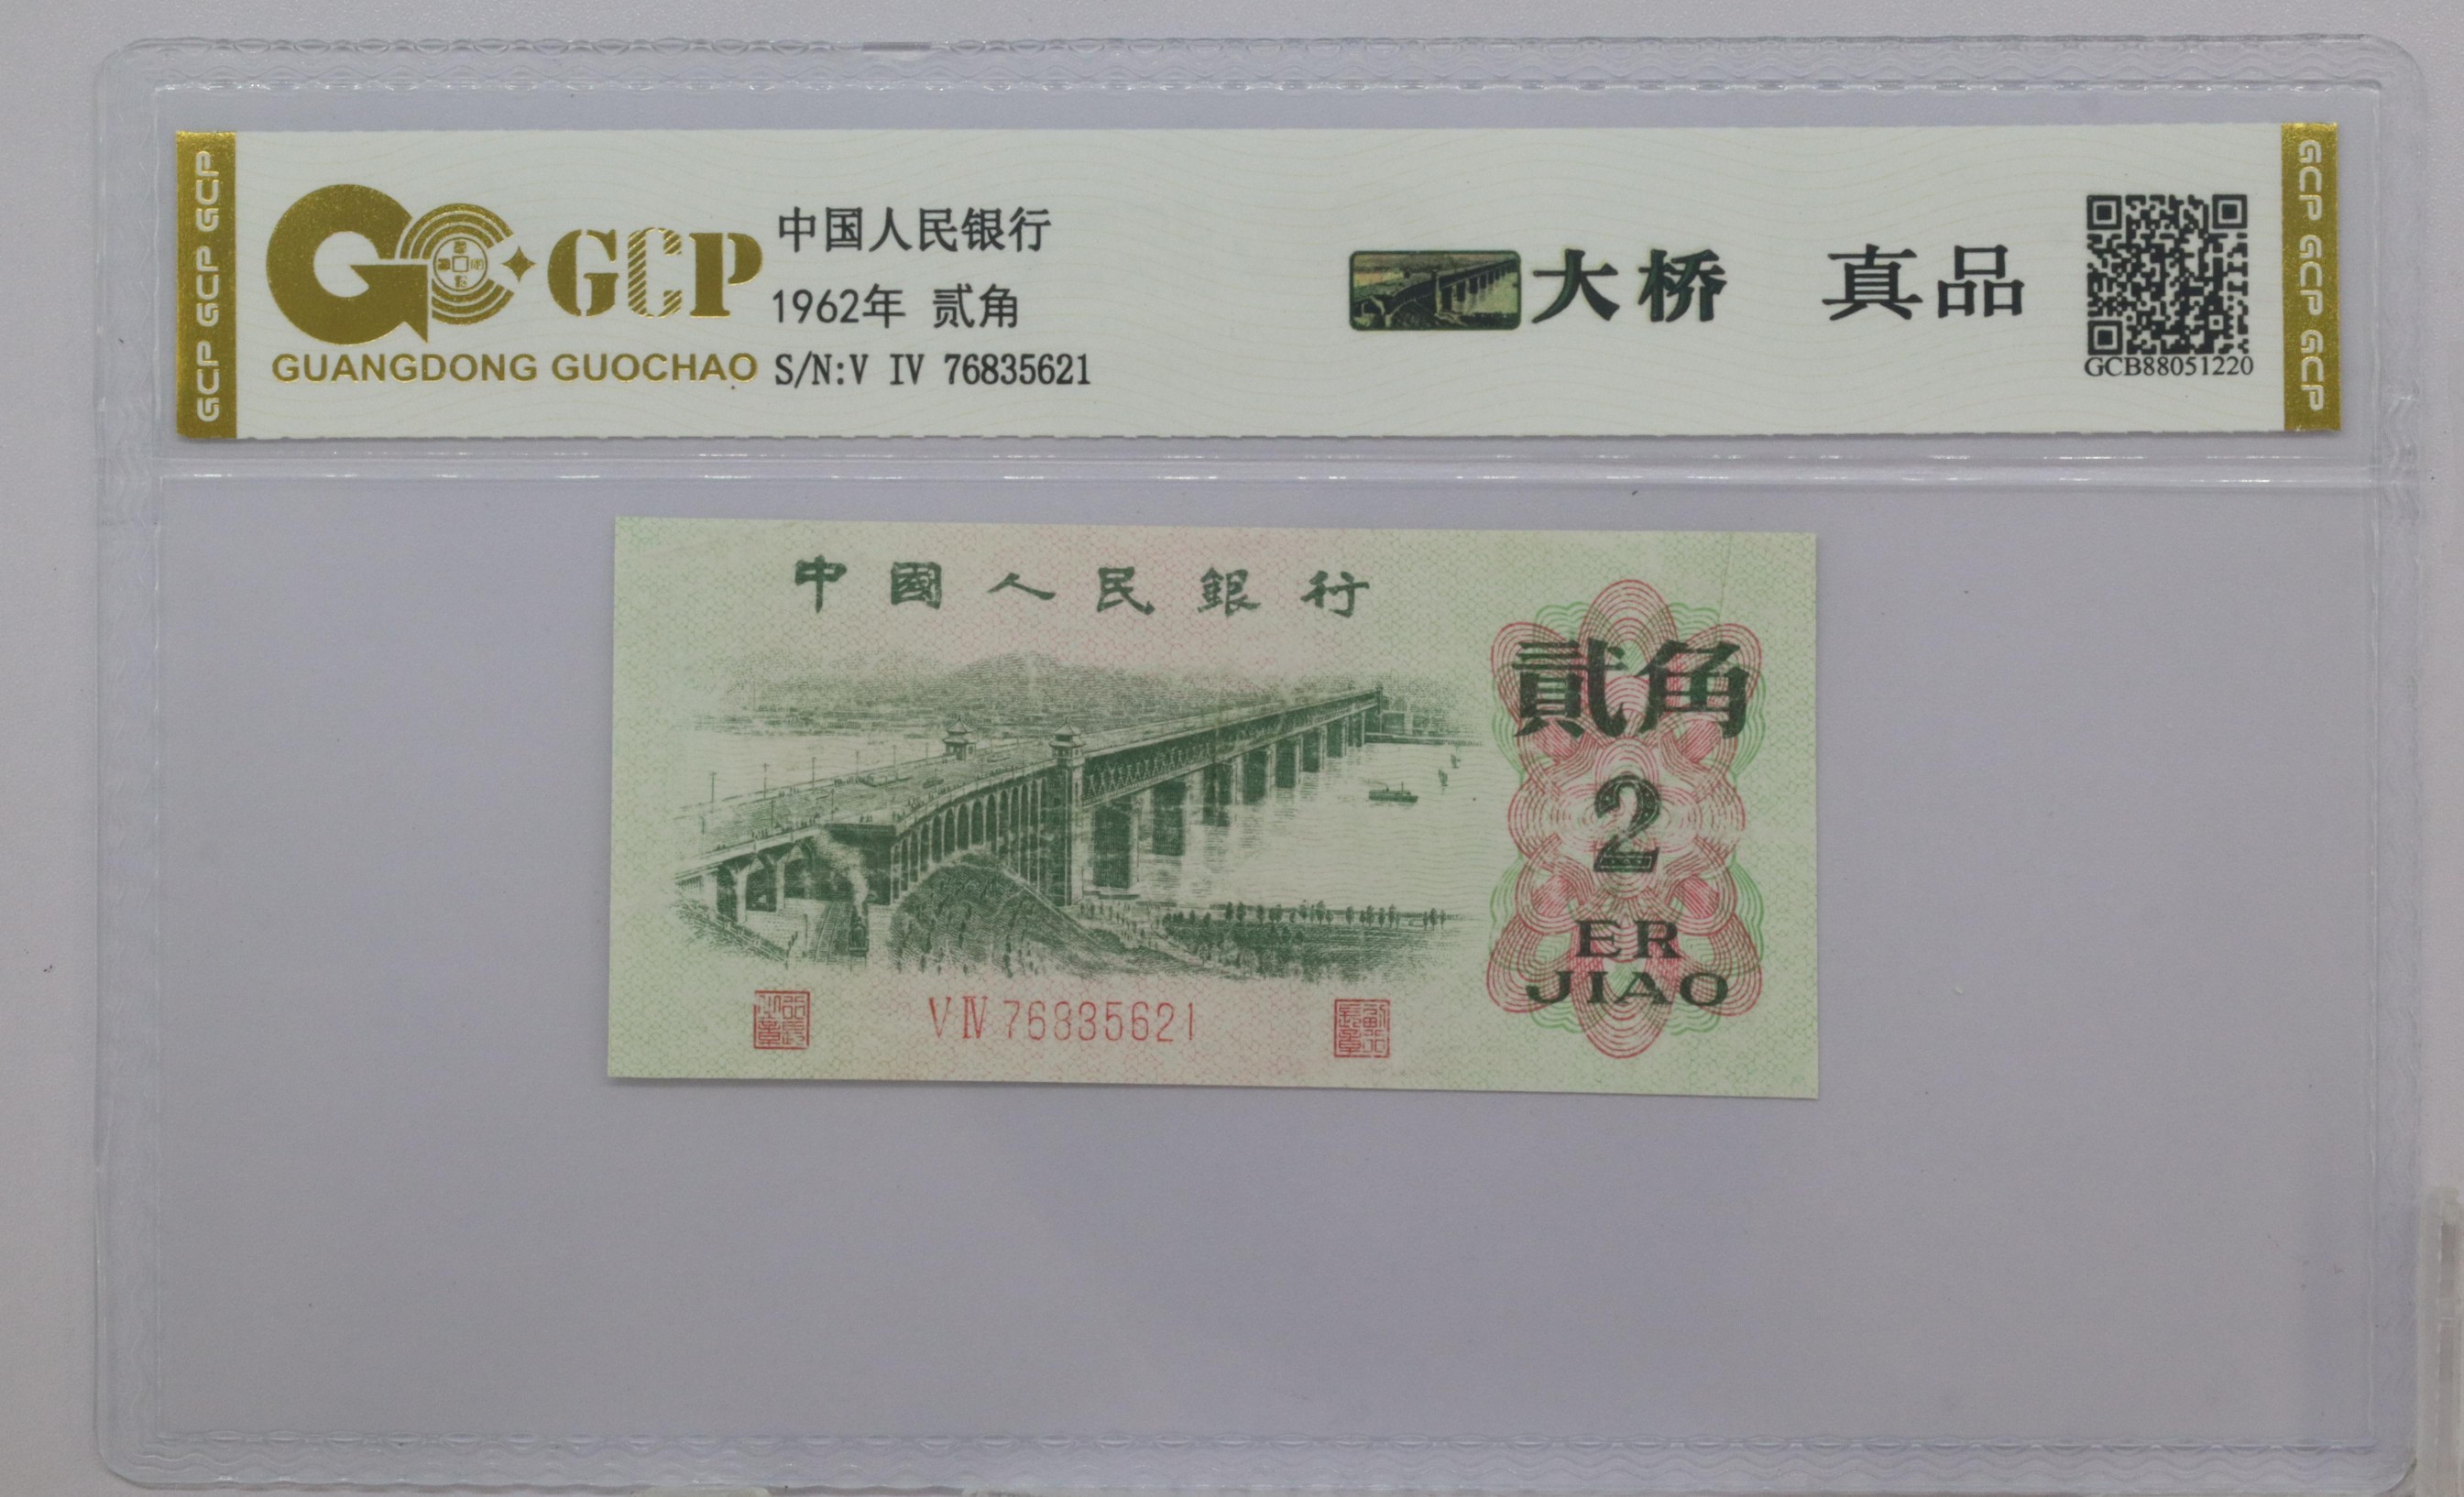 GCP GCP GCP
GCP
GUANGDONG GUOCHAO
中国人民银行
1962年 贰角
S/N:V IV 76835621
大桥 真品
GCB88051220
GCP GCP GCP
中國人民銀行
貳角
2
ER
JIAO
V IV 76835621